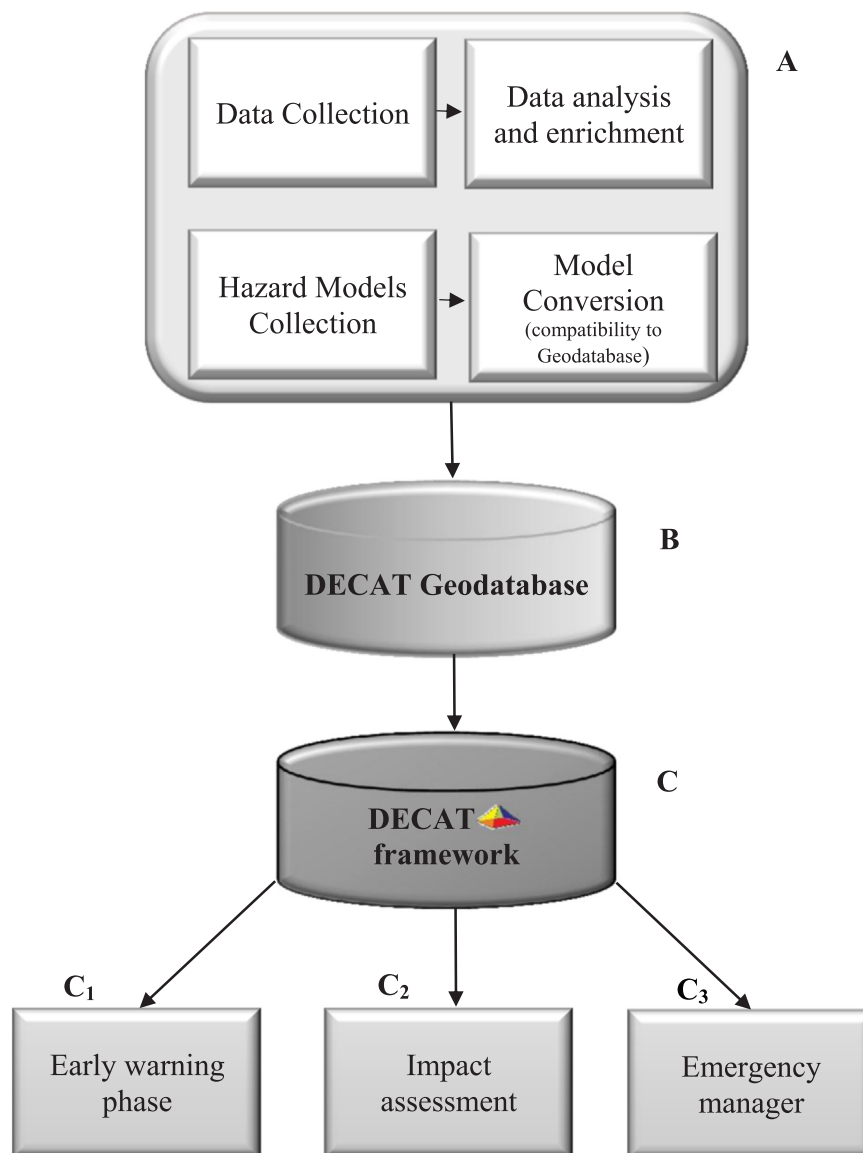 A
Data Collection
Data analysis
and enrichment
Hazard Models
Collection
Model
Conversion
(compatibility to
Geodatabase)
B
DECAT Geodatabase
C
DECAT
framework
C1
C2
C3
Early warning
phase
Impact
assessment
Emergency
manager